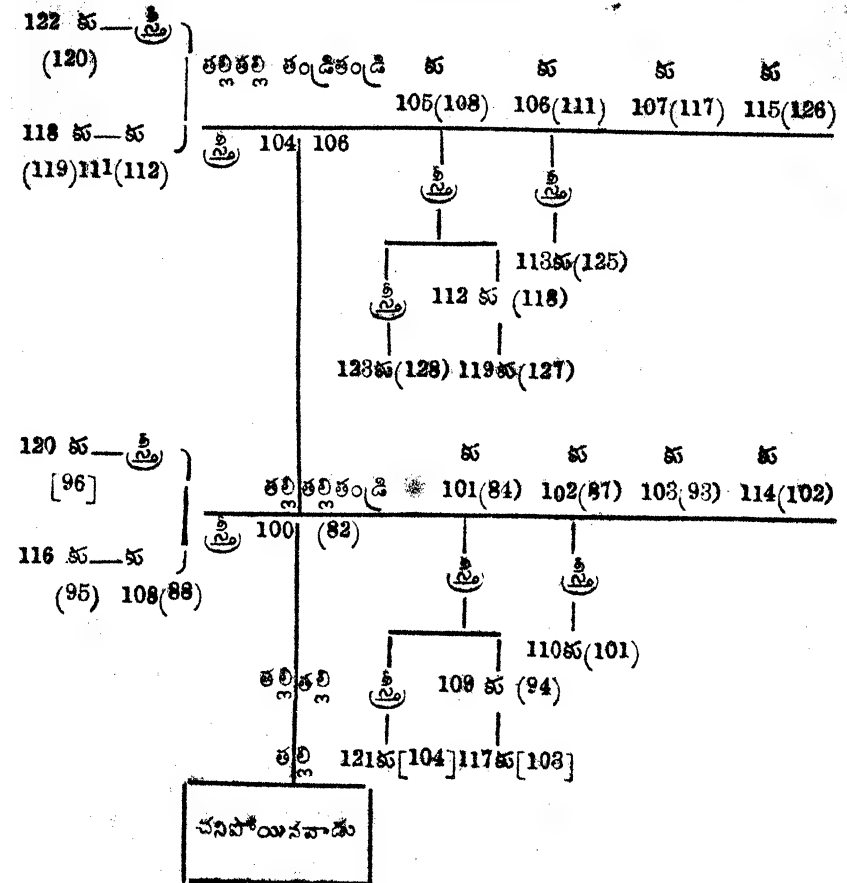 122 కు — స్త్రీ
(120)
తల్లితల్లి తండ్రితండ్రి కు కు కు కు
105(108) 106(111) 107(117) 115(126)
118 కు — కు
(119)111(112)
స్త్రీ 104 106
స్త్రీ స్త్రీ
113కు(125)
స్త్రీ 112 కు (118)
123కు(128) 119కు(127)
120 కు — స్త్రీ
[96]
కు కు కు కు
తల్లితల్లితండ్రి 101(84) 102(87) 103(93) 114(102)
స్త్రీ 100 (82)
116 కు — కు
(95) 108(88)
స్త్రీ స్త్రీ
110కు(101)
తల్లితల్లి స్త్రీ 109 కు (94)
తల్లి 121కు[104] 117కు[103]
చనిపోయినవాడు